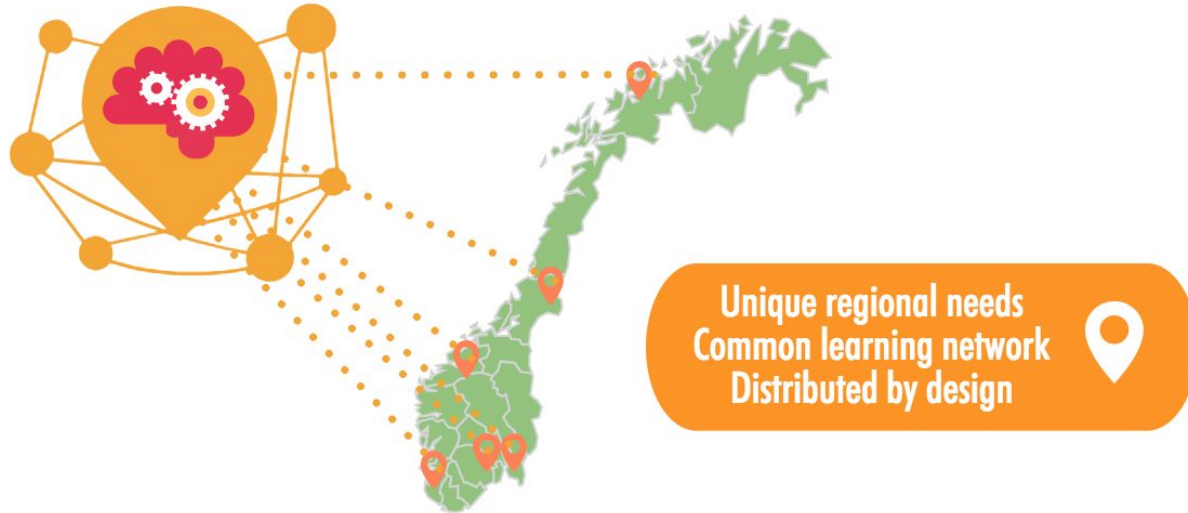 Unique regional needs
Common learning network
Distributed by design